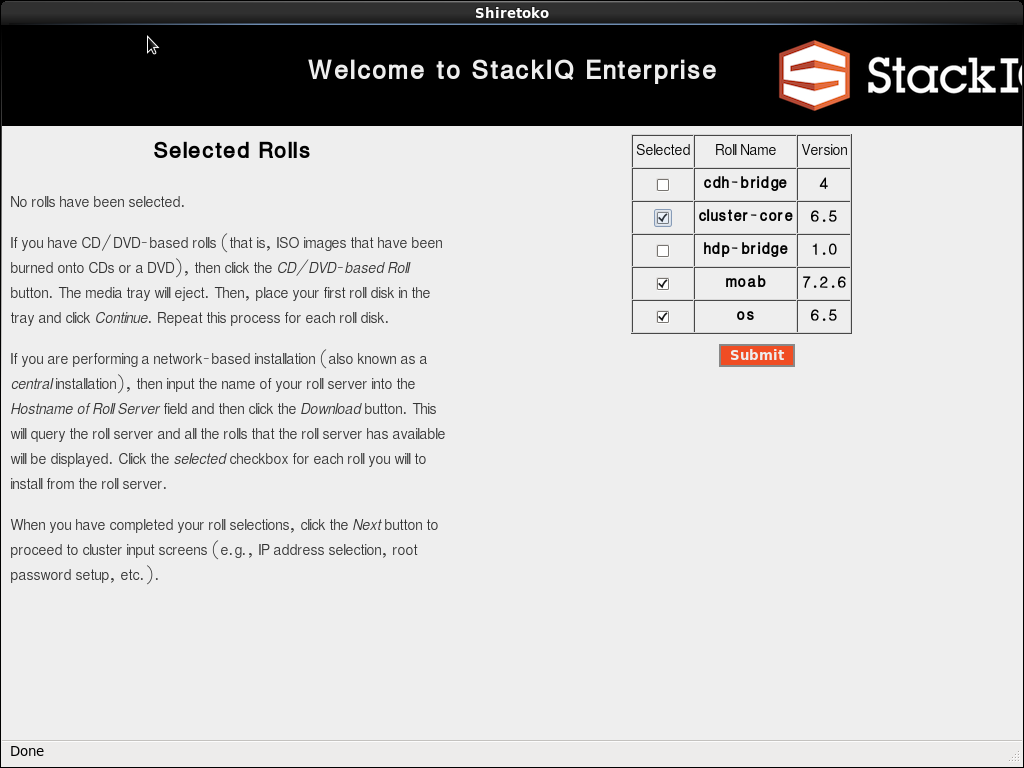 Shiretoko
Welcome to StackIQ Enterprise
StackI
Selected Rolls
No rolls have been selected.
If you have CD/DVD-based rolls (that is, ISO images that have been
burned onto CDs or a DVD), then click the CD/DVD-based Roll
button. The media tray will eject. Then, place your first roll disk in the
tray and click Continue. Repeat this process for each roll disk.
If you are performing a network-based installation (also known as a
central installation), then input the name of your roll server into the
Hostname of Roll Server field and then click the Download button. This
will query the roll server and all the rolls that the roll server has available
will be displayed. Click the selected checkbox for each roll you will to
install from the roll server.
When you have completed your roll selections, click the Next button to
proceed to cluster input screens (e.g., IP address selection, root
password setup, etc.).
Selected Roll Name Version
cdh-bridge 4
cluster-core 6.5
hdp-bridge 1.0
moab 7.2.6
os 6.5
Submit
Done